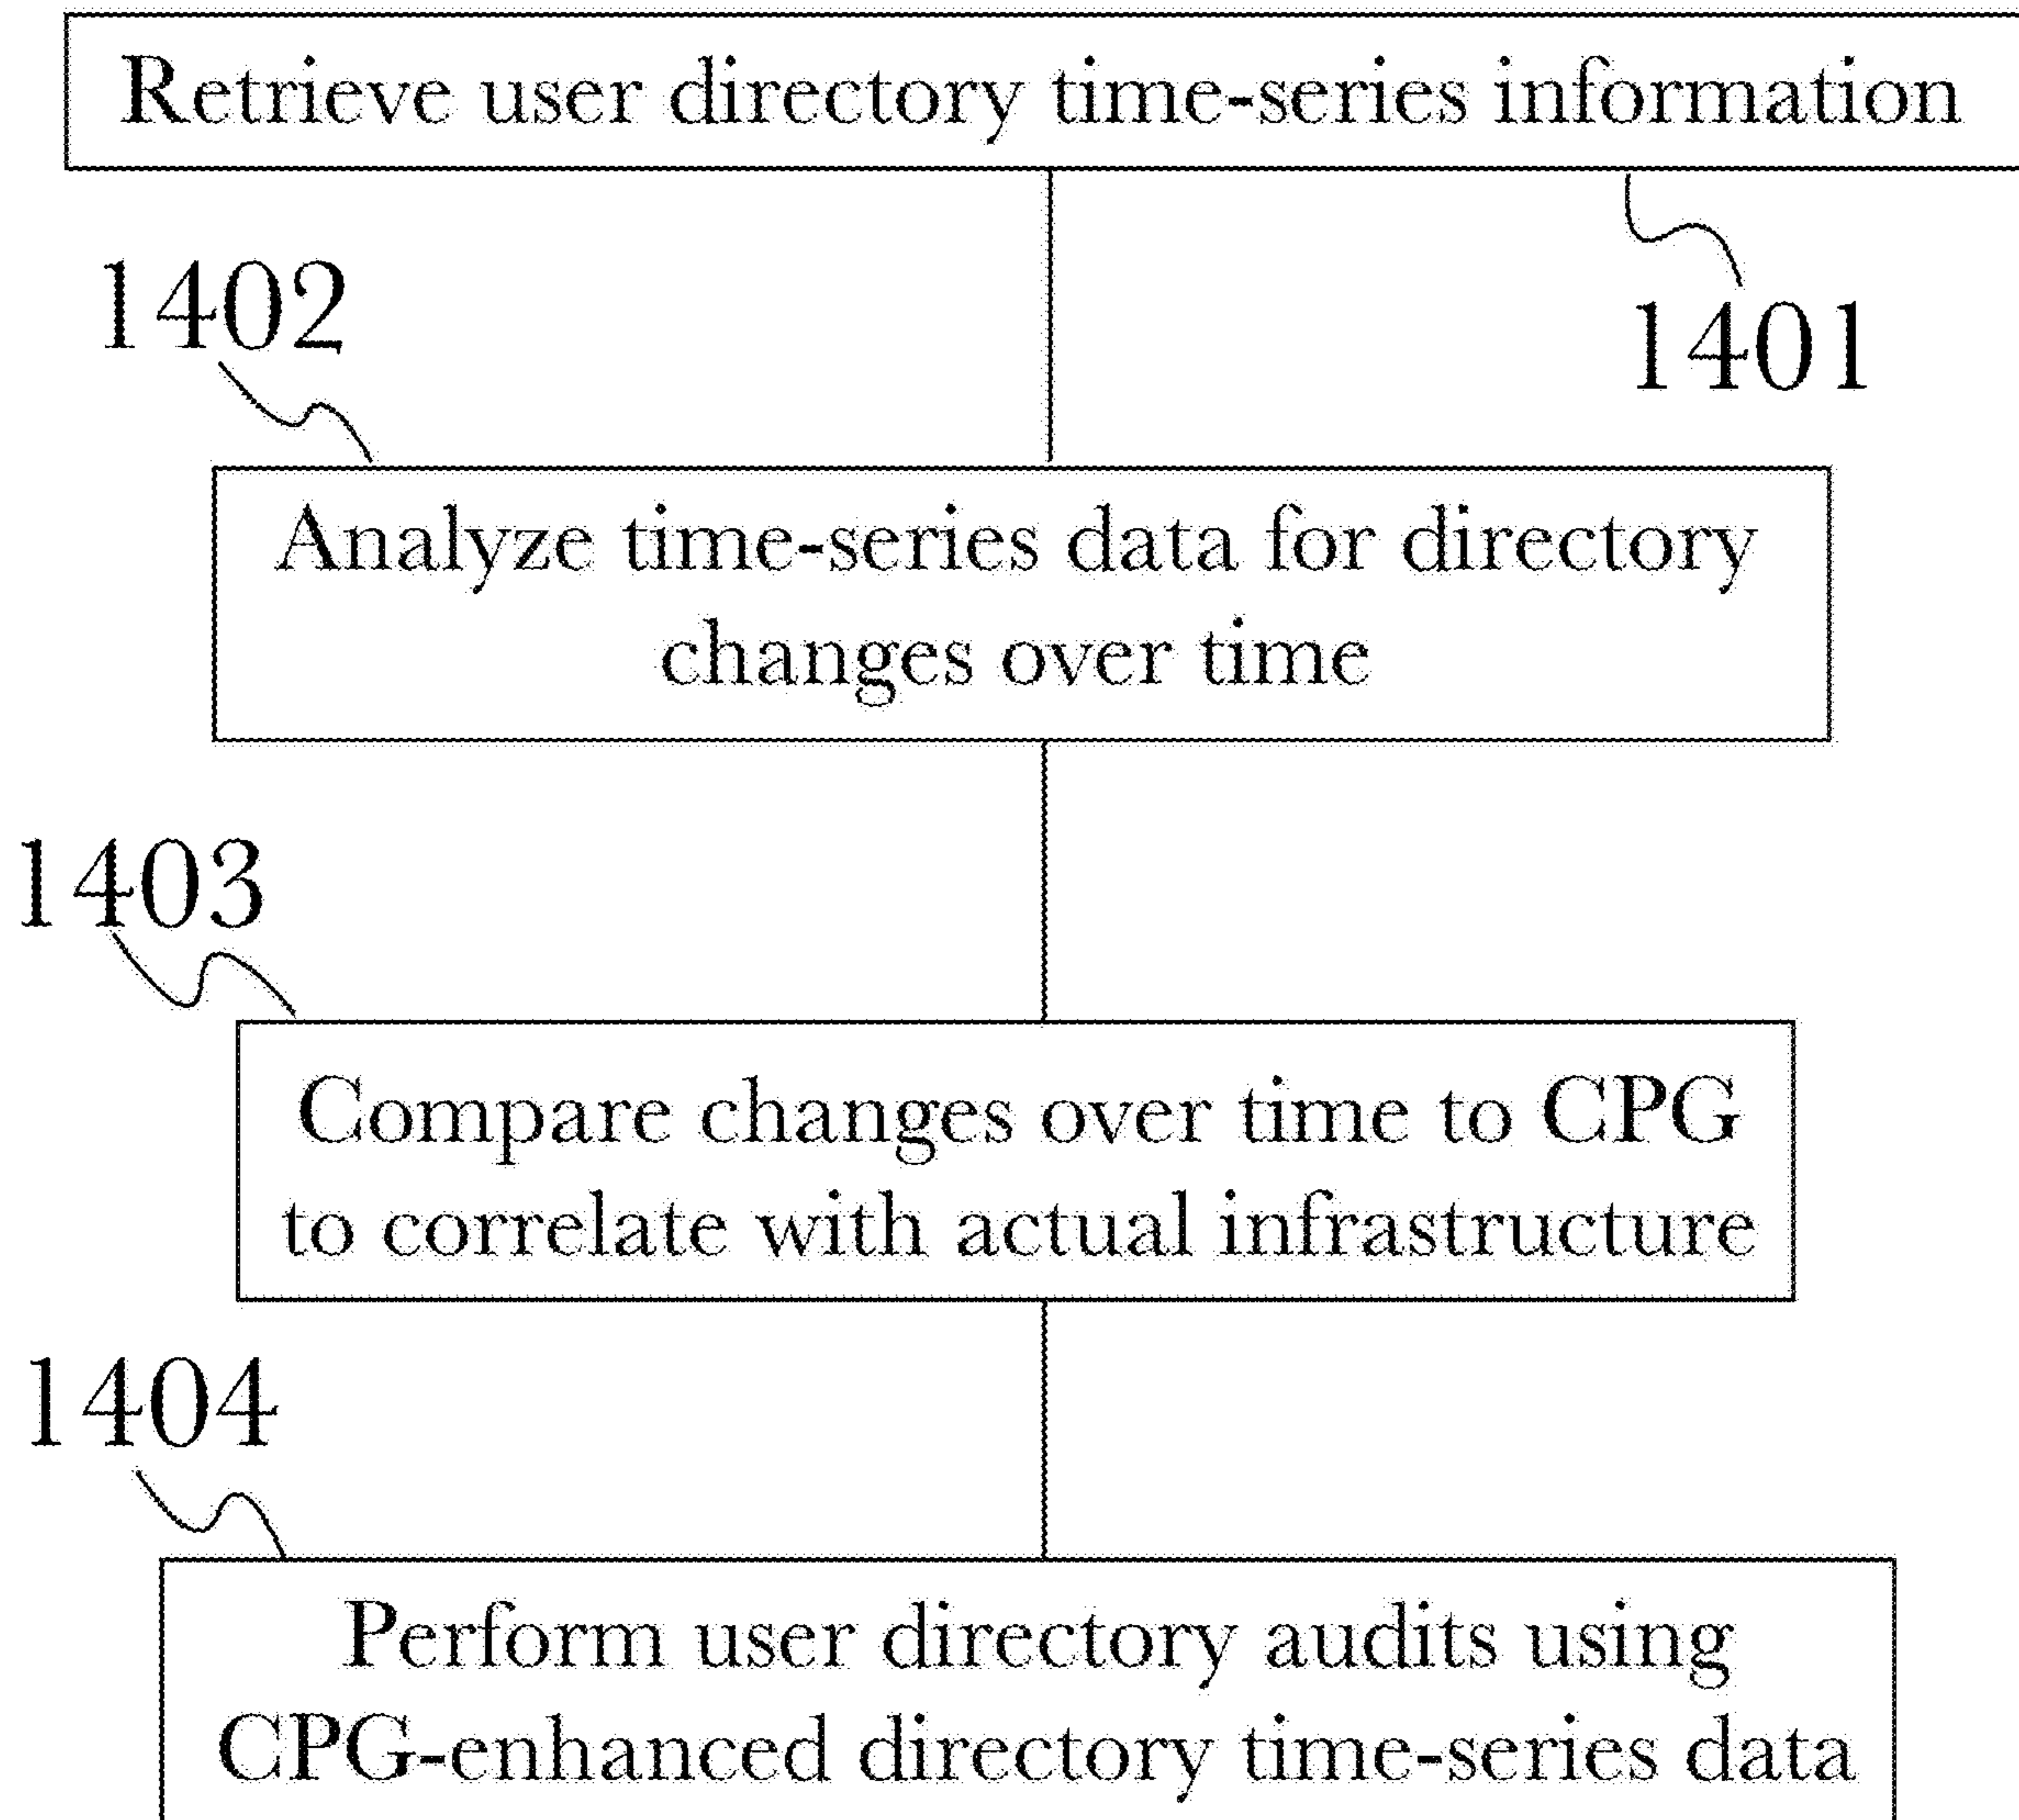 Retrieve user directory time-series information
1402
1401
Analyze time-series data for directory
changes over time
1403
Compare changes over time to CPG
to correlate with actual infrastructure
1404
Perform user directory audits using
CPG-enhanced directory time-series data